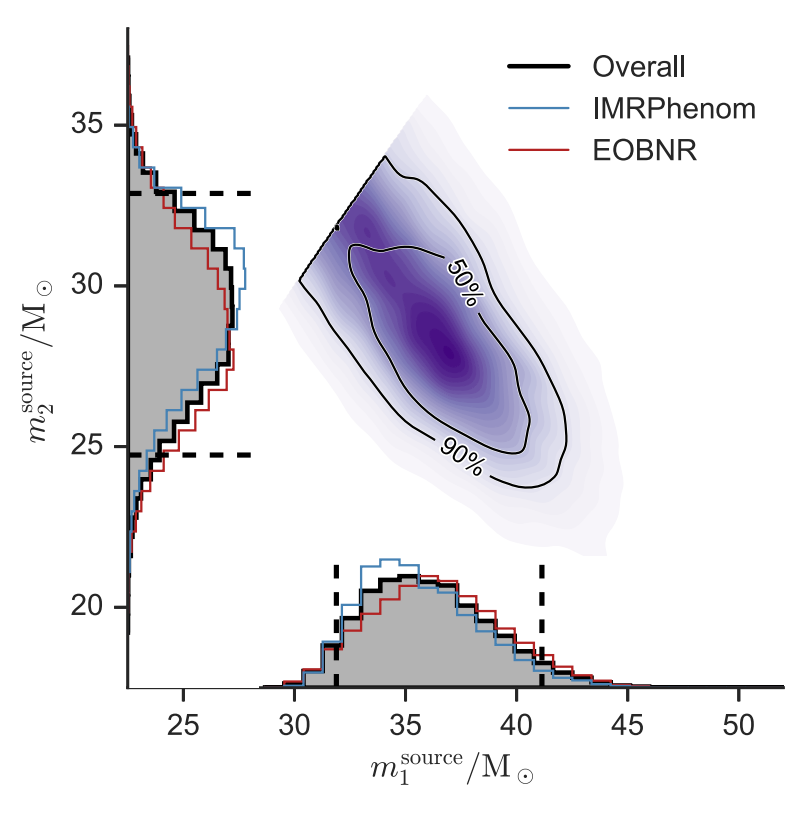 Overall
IMRPhenom
EOBNR
35
30
25
20
50%
90%
25 30 35 40 45 50
m₁^source/M⊙
m₂^source/M⊙